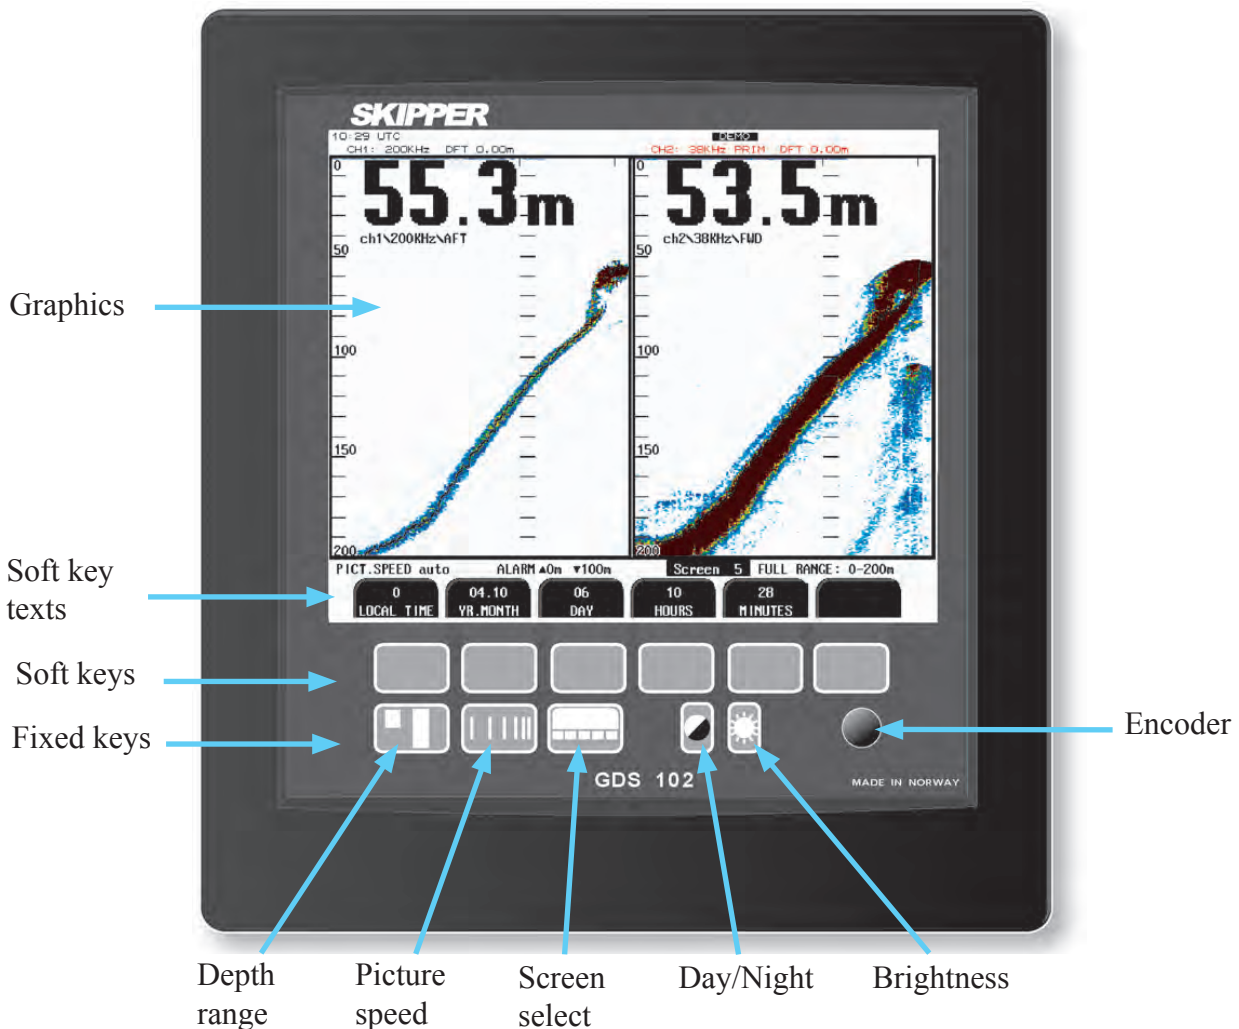 SKIPPER
10:29 UTC
DEMO
CH1: 200KHz DFT 0.00m
CH2: 38KHz PRIM DFT 0.00m
0
55.3m
ch1\200KHz\AFT
50
100
150
200
0
53.5m
ch2\38KHz\FWD
50
100
150
200
PICT.SPEED auto
ALARM ▲0m ▼100m
Screen 5
FULL RANGE: 0-200m
0
LOCAL TIME
04.10
YR.MONTH
06
DAY
10
HOURS
28
MINUTES
GDS 102
MADE IN NORWAY
Graphics
Soft key
texts
Soft keys
Fixed keys
Encoder
Depth
range
Picture
speed
Screen
select
Day/Night
Brightness